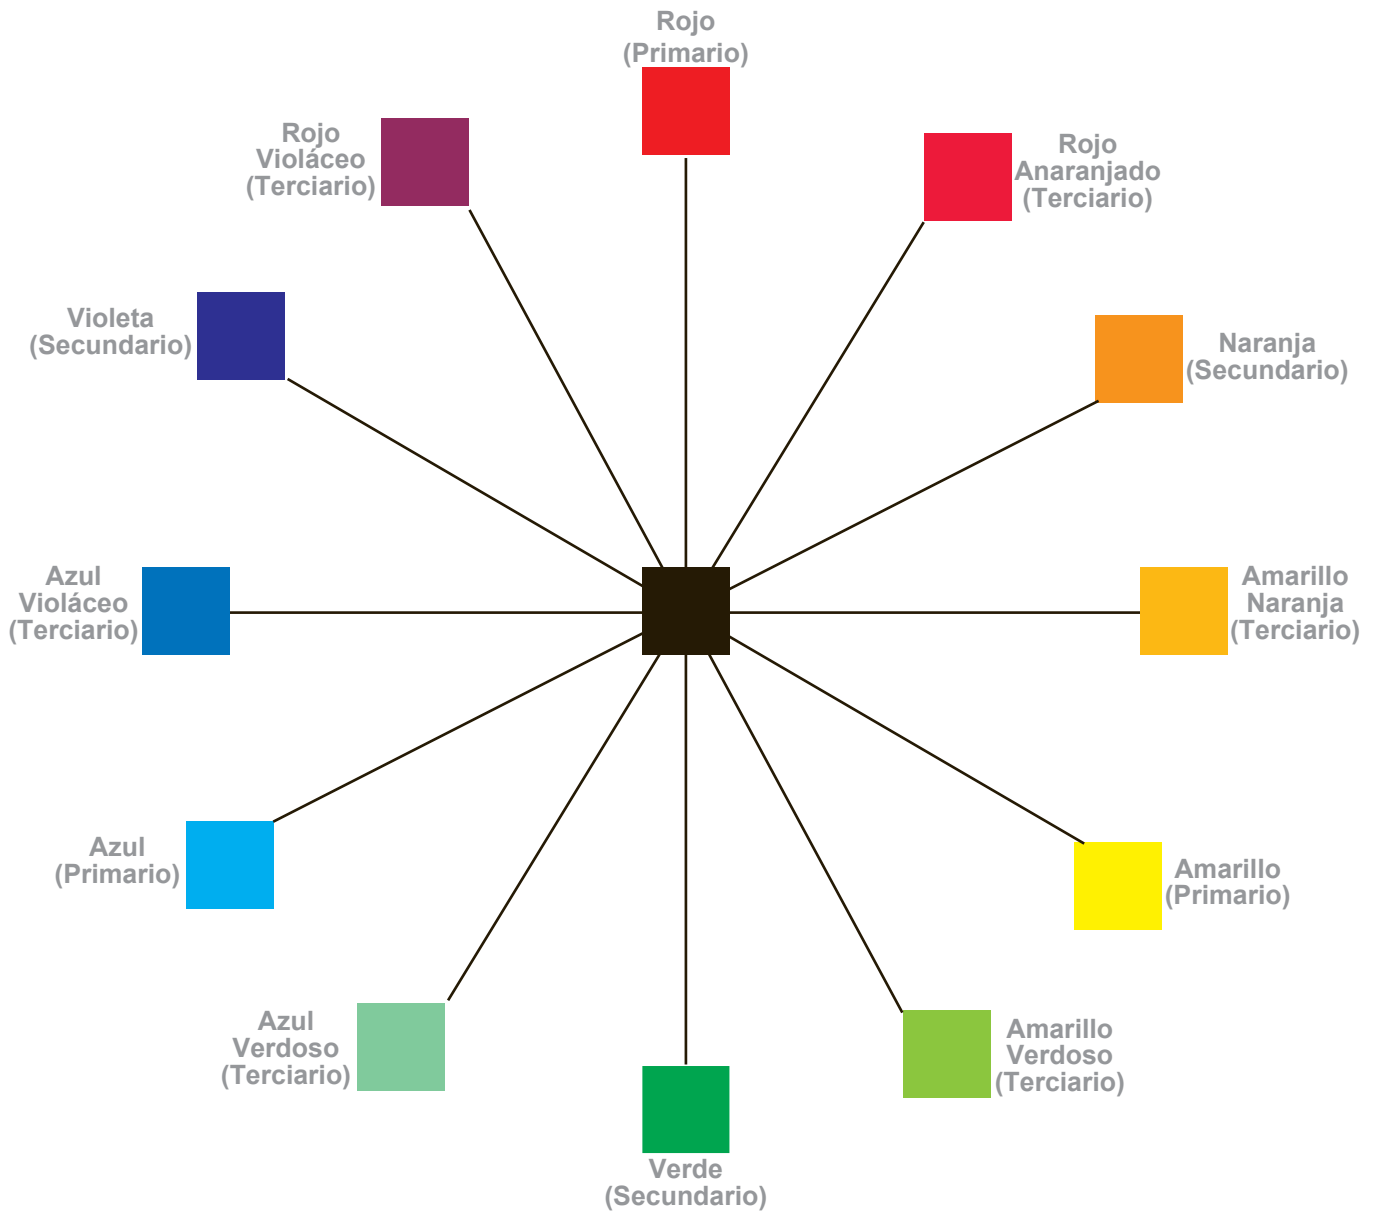 Rojo
(Primario)
Rojo
Anaranjado
(Terciario)
Naranja
(Secundario)
Amarillo
Naranja
(Terciario)
Amarillo
(Primario)
Amarillo
Verdoso
(Terciario)
Verde
(Secundario)
Azul
Verdoso
(Terciario)
Azul
(Primario)
Azul
Violáceo
(Terciario)
Violeta
(Secundario)
Rojo
Violáceo
(Terciario)